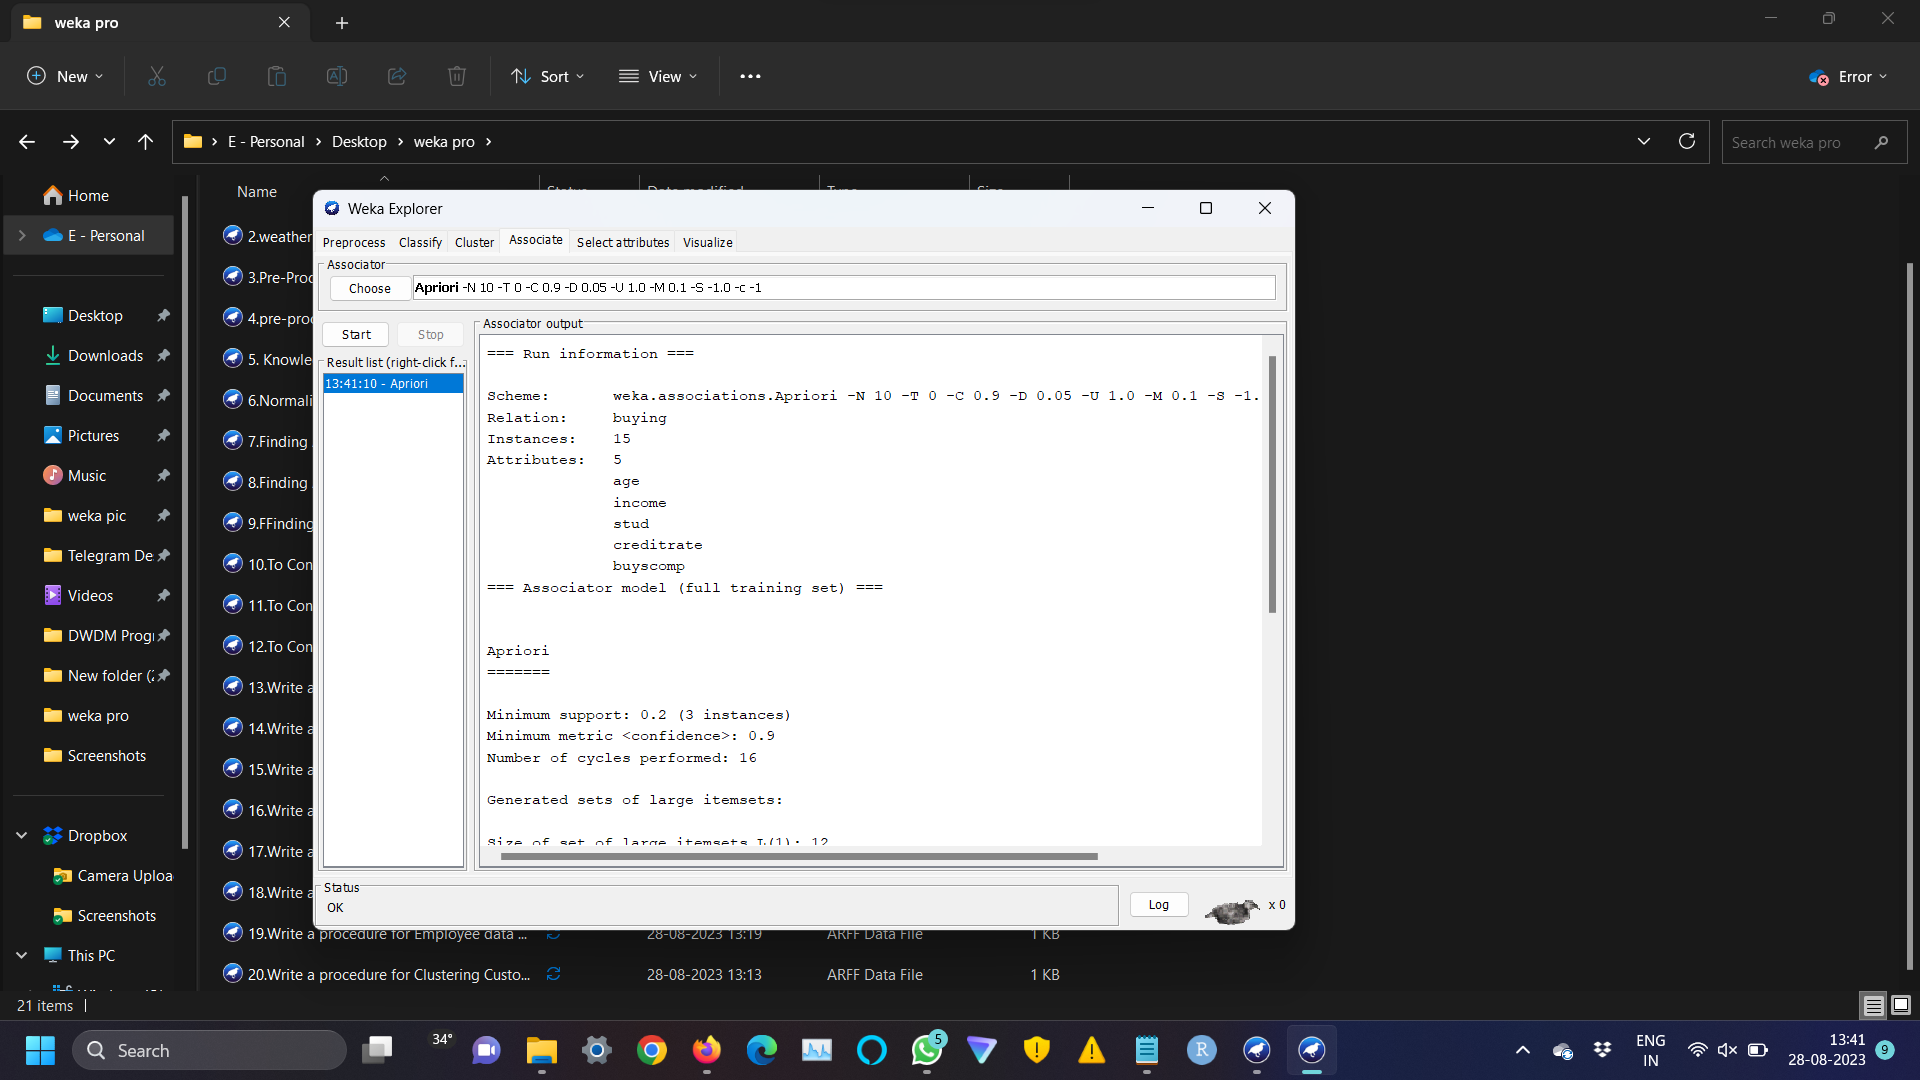 weka pro
New
Sort
View
Error
E - Personal
Desktop
weka pro
Search weka pro
Home
E - Personal
Desktop
Downloads
Documents
Pictures
Music
weka pic
Telegram De
Videos
DWDM Progr
New folder (2
weka pro
Screenshots
Dropbox
Camera Uploa
Screenshots
This PC
Name
Status
Date modified
Type
Size
2.weather
3.Pre-Proc
4.pre-proc
5. Knowle
6.Normali
7.Finding
8.Finding
9.FFinding
10.To Con
11.To Con
12.To Con
13.Write a
14.Write a
15.Write a
16.Write a
17.Write a
18.Write a
19.Write a procedure for Employee data ...
28-08-2023 13:19
ARFF Data File
1 KB
20.Write a procedure for Clustering Custo...
28-08-2023 13:13
ARFF Data File
1 KB
21 items
Weka Explorer
Preprocess
Classify
Cluster
Associate
Select attributes
Visualize
Associator
Choose
Apriori -N 10 -T 0 -C 0.9 -D 0.05 -U 1.0 -M 0.1 -S -1.0 -c -1
Start
Stop
Result list (right-click f...
13:41:10 - Apriori
Associator output
=== Run information ===
Scheme: weka.associations.Apriori -N 10 -T 0 -C 0.9 -D 0.05 -U 1.0 -M 0.1 -S -1.
Relation: buying
Instances: 15
Attributes: 5
age
income
stud
creditrate
buyscomp
=== Associator model (full training set) ===
Apriori
=======
Minimum support: 0.2 (3 instances)
Minimum metric <confidence>: 0.9
Number of cycles performed: 16
Generated sets of large itemsets:
Size of set of large itemsets L(1): 12
Status
OK
Log
x 0
Search
34°
5
R
ENG
IN
13:41
28-08-2023
9